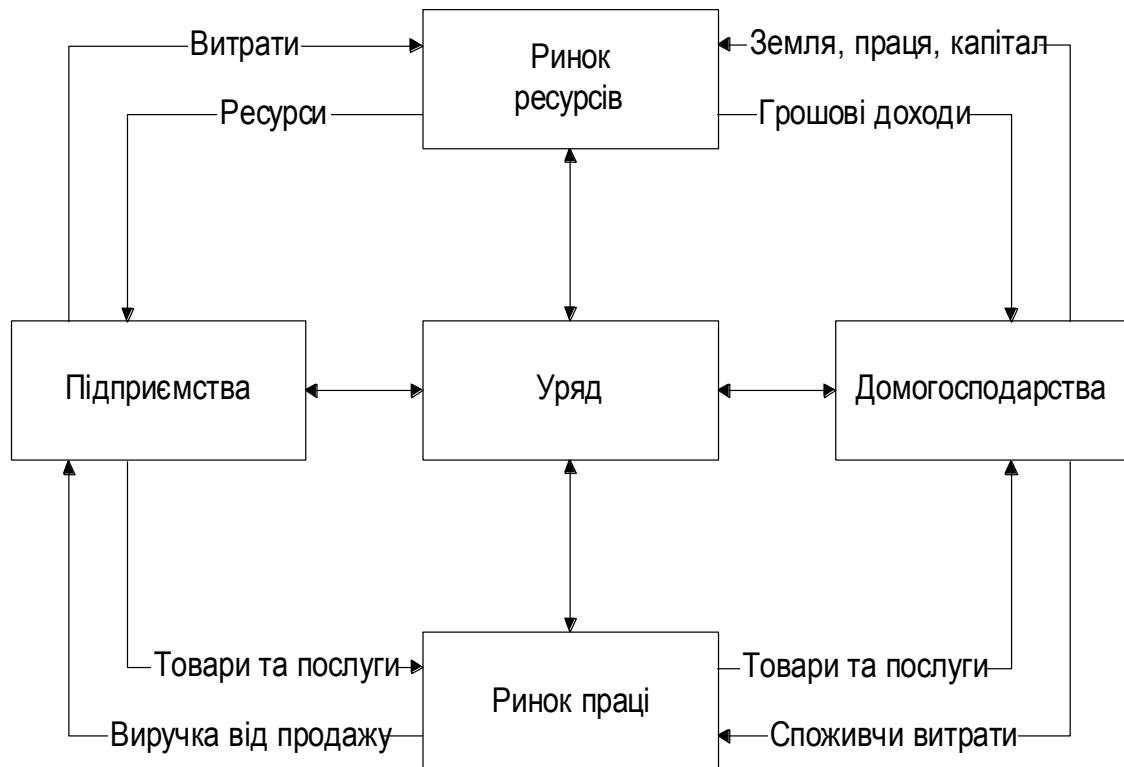 Витрати
Ринок
ресурсів
Земля, праця, капітал
Ресурси
Грошові доходи
Підприємства
Уряд
Домогосподарства
Товари та послуги
Ринок праці
Товари та послуги
Виручка від продажу
Споживчи витрати